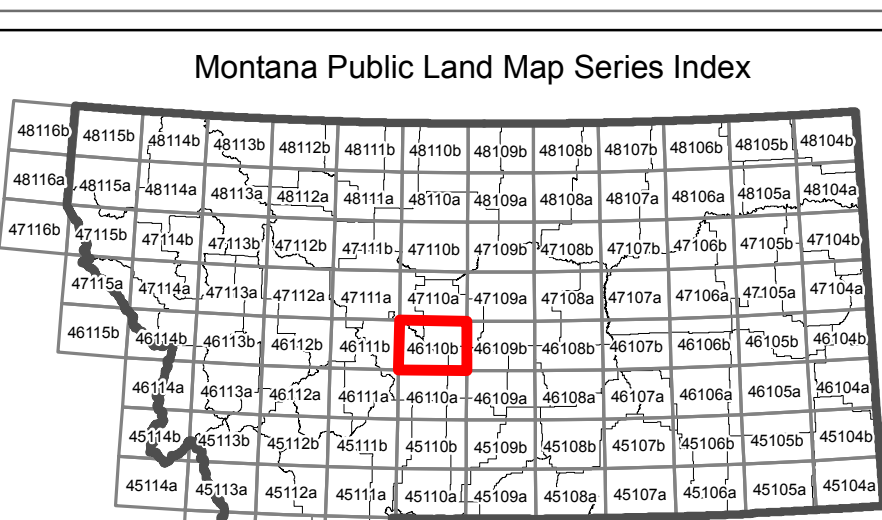 Montana Public Land Map Series Index
48116b 48115b 48114b 48113b 48112b 48111b 48110b 48109b 48108b 48107b 48106b 48105b 48104b
48116a 48115a 48114a 48113a 48112a 48111a 48110a 48109a 48108a 48107a 48106a 48105a 48104a
47116b 47115b 47114b 47113b 47112b 47111b 47110b 47109b 47108b 47107b 47106b 47105b 47104b
47115a 47114a 47113a 47112a 47111a 47110a 47109a 47108a 47107a 47106a 47105a 47104a
46115b 46114b 46113b 46112b 46111b 46110b 46109b 46108b 46107b 46106b 46105b 46104b
46114a 46113a 46112a 46111a 46110a 46109a 46108a 46107a 46106a 46105a 46104a
45114b 45113b 45112b 45111b 45110b 45109b 45108b 45107b 45106b 45105b 45104b
45114a 45113a 45112a 45111a 45110a 45109a 45108a 45107a 45106a 45105a 45104a